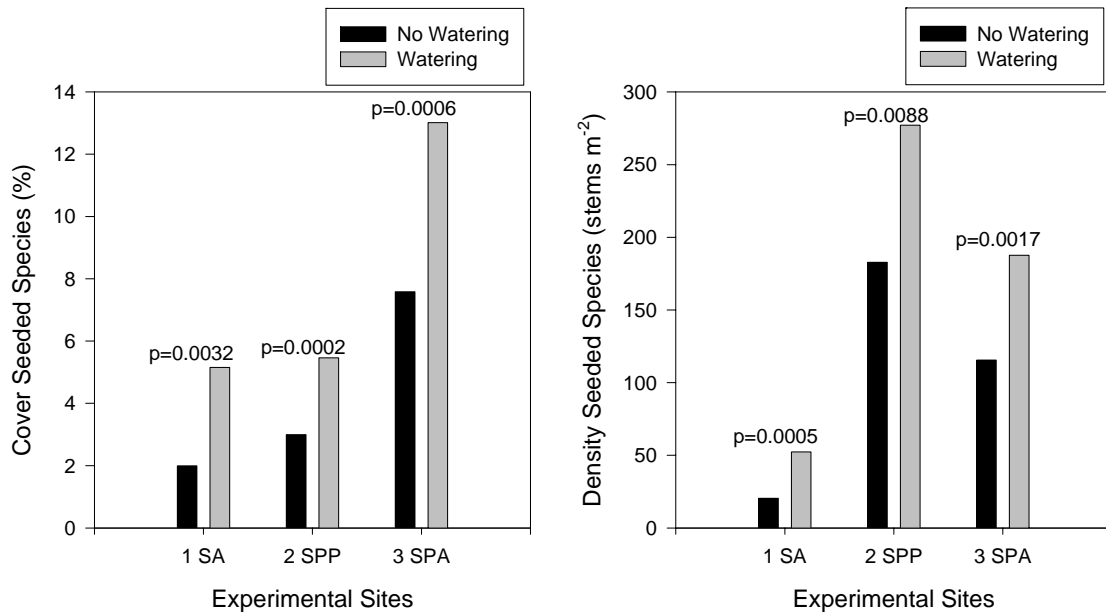 No Watering
Watering
14
12
10
8
6
4
2
0
Cover Seeded Species (%)
p=0.0032
p=0.0002
p=0.0006
1 SA
2 SPP
3 SPA
Experimental Sites
No Watering
Watering
300
250
200
150
100
50
0
Density Seeded Species (stems m⁻²)
p=0.0005
p=0.0088
p=0.0017
1 SA
2 SPP
3 SPA
Experimental Sites